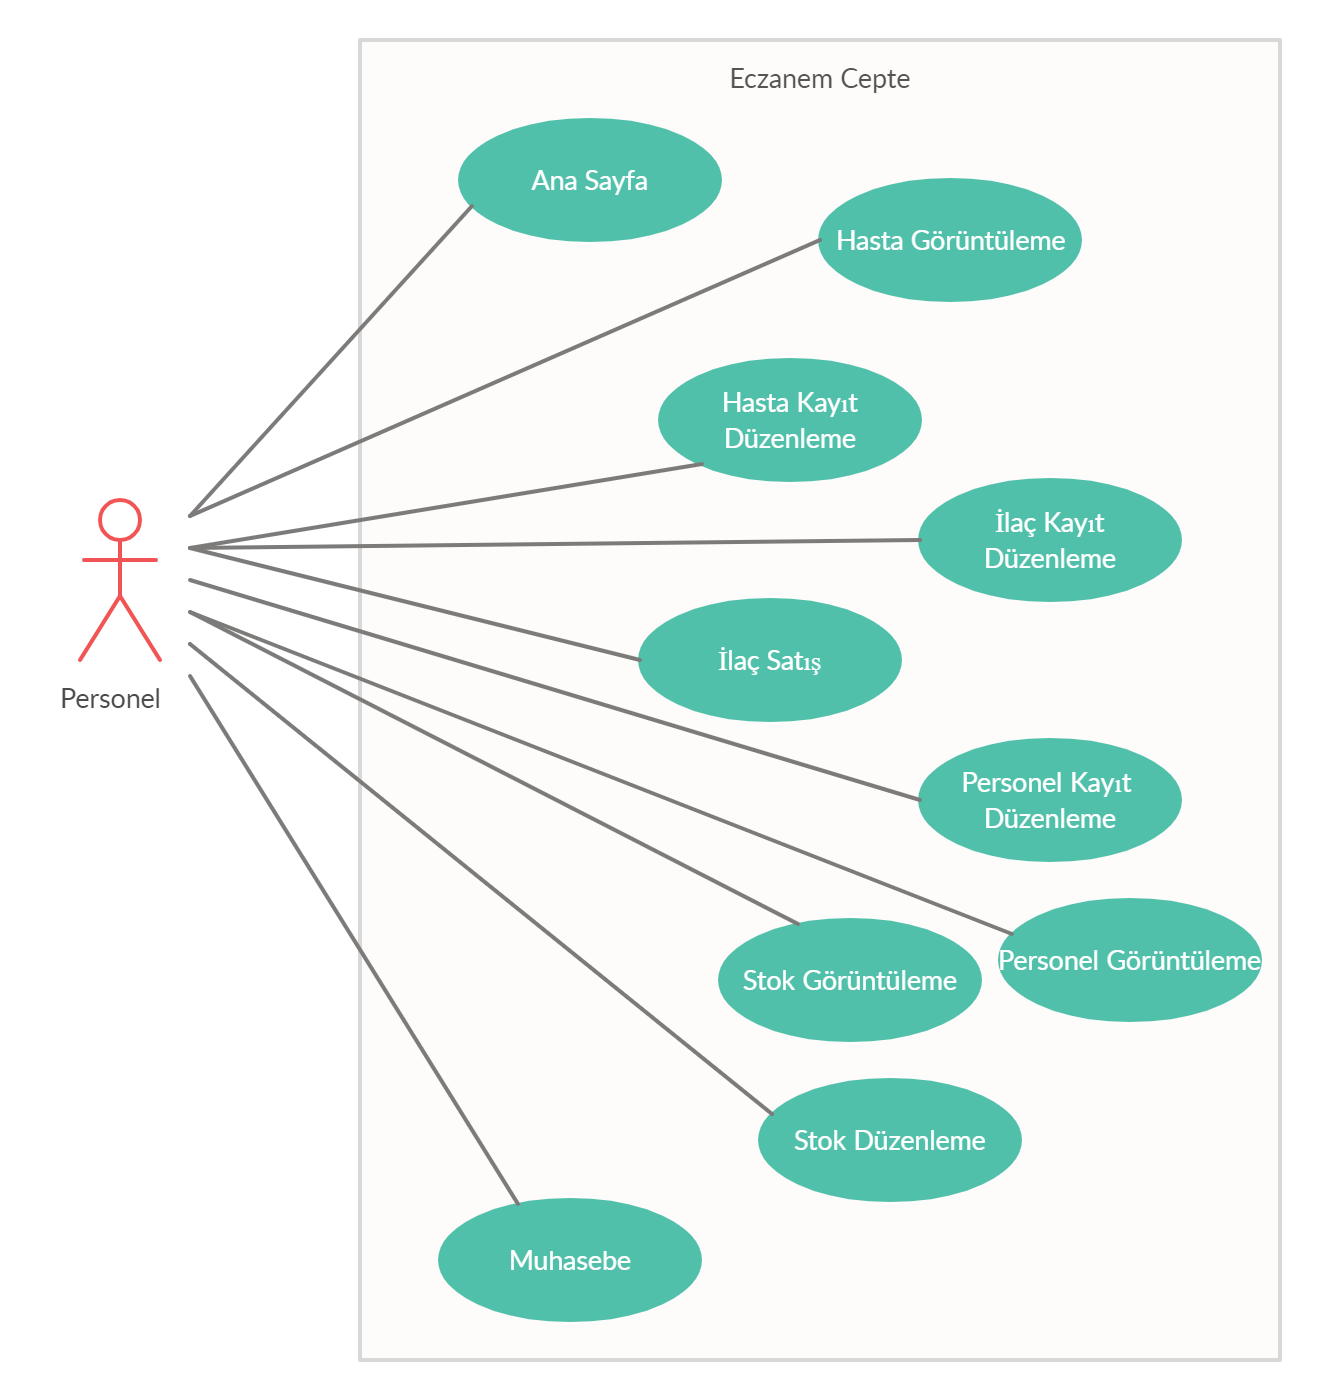 Eczanem Cepte
Ana Sayfa
Hasta Görüntüleme
Hasta Kayıt
Düzenleme
İlaç Kayıt
Düzenleme
İlaç Satış
Personel
Personel Kayıt
Düzenleme
Personel Görüntüleme
Stok Görüntüleme
Stok Düzenleme
Muhasebe